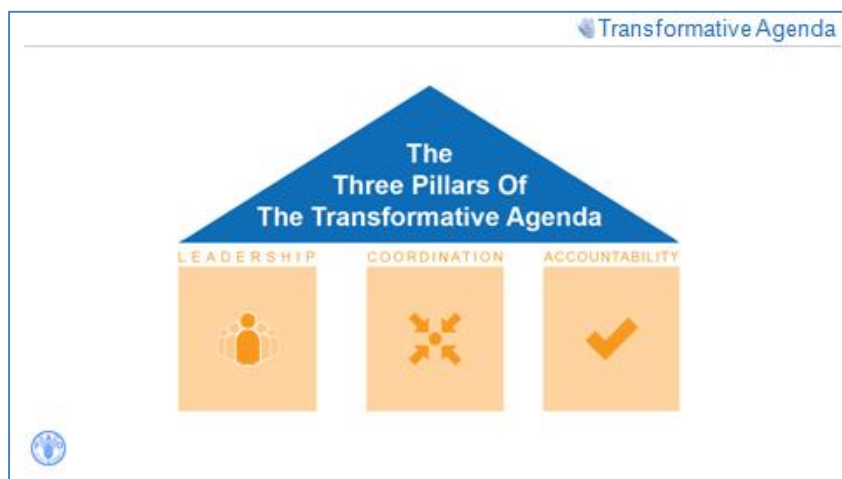 Transformative Agenda
The
Three Pillars Of
The Transformative Agenda
LEADERSHIP
COORDINATION
ACCOUNTABILITY